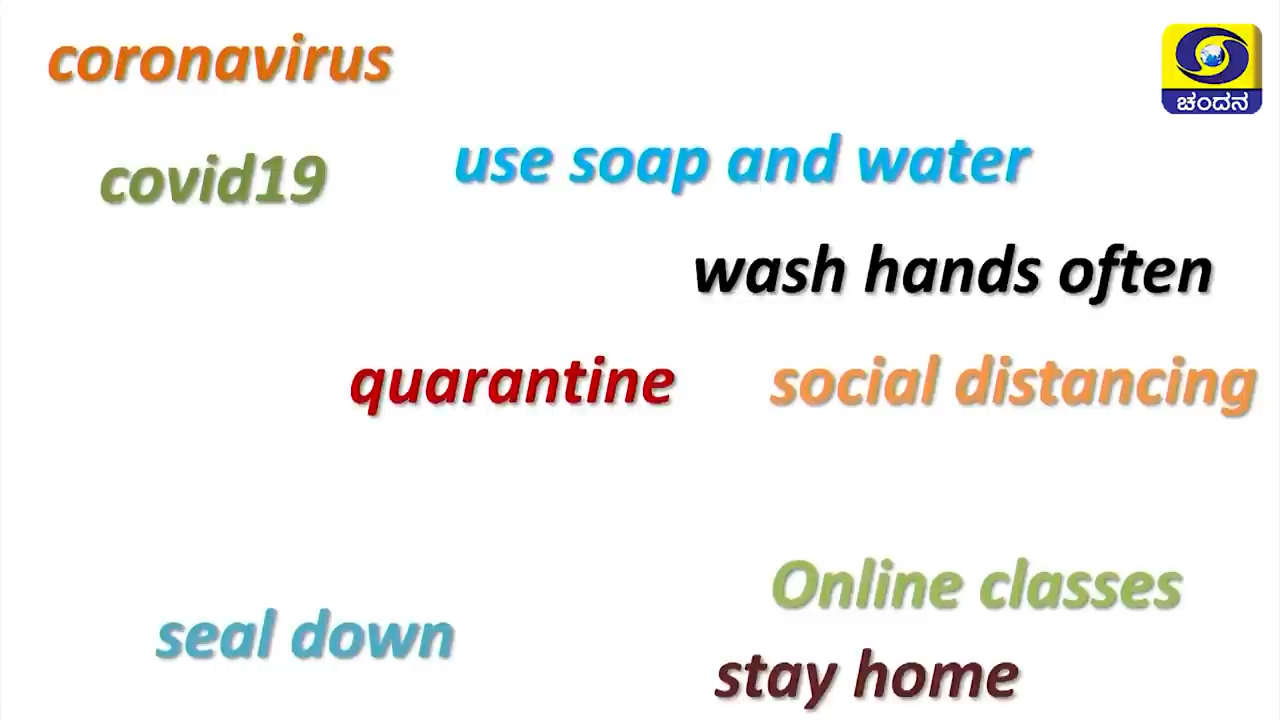 coronavirus
ಚಂದನ
covid19
use soap and water
wash hands often
quarantine
social distancing
Online classes
seal down
stay home